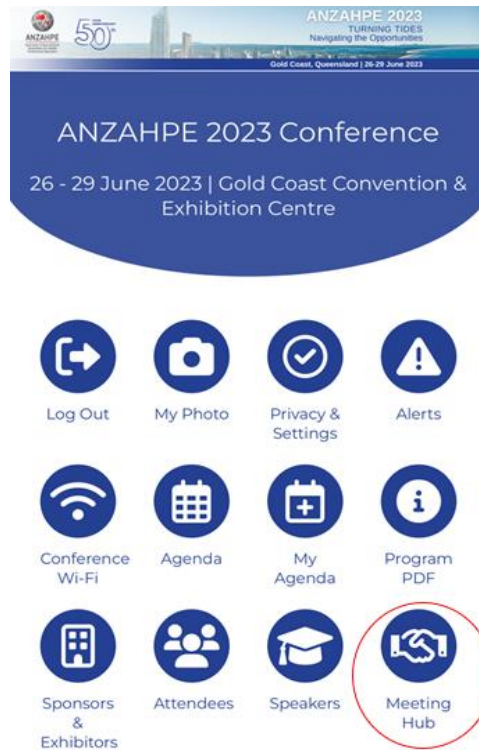 ANZAHPE 2023
TURNING TIDES
Navigating the Opportunities
ANZAHPE
50
Gold Coast, Queensland | 26-29 June 2023
ANZAHPE 2023 Conference
26 - 29 June 2023 | Gold Coast Convention &
Exhibition Centre
Log Out
My Photo
Privacy &
Settings
Alerts
Conference
Wi-Fi
Agenda
My
Agenda
Program
PDF
Sponsors
&
Exhibitors
Attendees
Speakers
Meeting
Hub